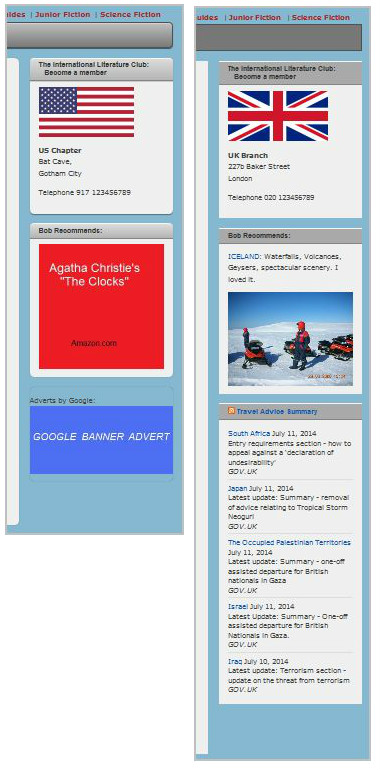 uides | Junior Fiction | Science Fiction
The International Literature Club:
Become a member
US Chapter
Bat Cave,
Gotham City
Telephone 917 123456789
Bob Recommends:
Agatha Christie's
"The Clocks"
Amazon.com
Adverts by Google:
GOOGLE BANNER ADVERT
uides | Junior Fiction | Science Fiction
The International Literature Club:
Become a member
UK Branch
227b Baker Street
London
Telephone 020 123456789
Bob Recommends:
ICELAND: Waterfalls, Volcanoes,
Geysers, spectacular scenery. I
loved it.
Travel Advice Summary
South Africa July 11, 2014
Entry requirements section - how to
appeal against a 'declaration of
undesirability'
GOV.UK
Japan July 11, 2014
Latest update: Summary - removal
of advice relating to Tropical Storm
Neoguri
GOV.UK
The Occupied Palestinian Territories
July 11, 2014
Latest update: Summary - one-off
assisted departure for British
nationals in Gaza
GOV.UK
Israel July 11, 2014
Latest Update: Summary - One-off
assisted departure for British
Nationals in Gaza.
GOV.UK
Iraq July 10, 2014
Latest update: Terrorism section -
update on the threat from terrorism
GOV.UK